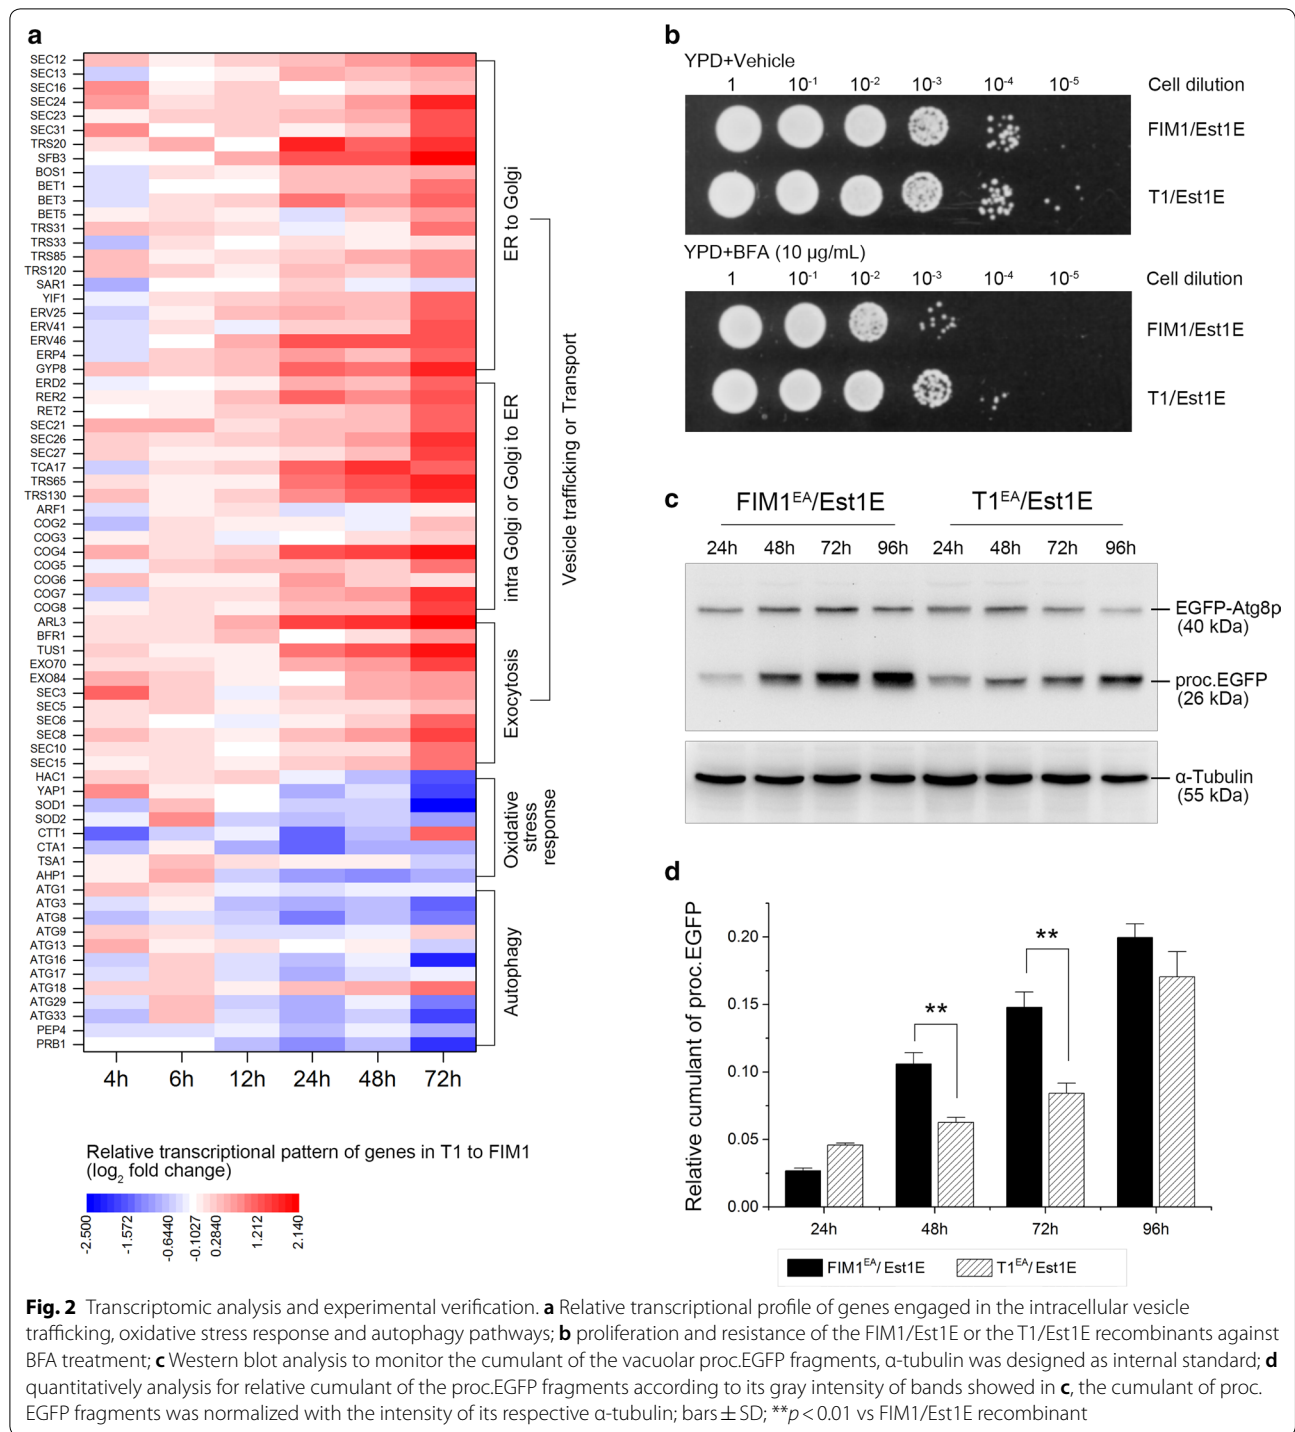 a
SEC12
SEC13
SEC16
SEC24
SEC23
SEC31
TRS20
SFB3
BOS1
BET1
BET3
BET5
TRS31
TRS33
TRS85
TRS120
SAR1
YIF1
ERV25
ERV41
ERV46
ERP4
GYP8
ERD2
RER2
RET2
SEC21
SEC26
SEC27
TCA17
TRS65
TRS130
ARF1
COG2
COG3
COG4
COG5
COG6
COG7
COG8
ARL3
BFR1
TUS1
EXO70
EXO84
SEC3
SEC5
SEC6
SEC8
SEC10
SEC15
HAC1
YAP1
SOD1
SOD2
CTT1
CTA1
TSA1
AHP1
ATG1
ATG3
ATG8
ATG9
ATG13
ATG16
ATG17
ATG18
ATG29
ATG33
PEP4
PRB1
4h 6h 12h 24h 48h 72h
ER to Golgi
intra Golgi or Golgi to ER
Exocytosis
Vesicle trafficking or Transport
Oxidative
stress
response
Autophagy
Relative transcriptional pattern of genes in T1 to FIM1
(log2 fold change)
-2.500 -1.572 -0.6440 -0.1027 0.2840 1.212 2.140
b
YPD+Vehicle
1 10-1 10-2 10-3 10-4 10-5 Cell dilution
FIM1/Est1E
T1/Est1E
YPD+BFA (10 µg/mL)
1 10-1 10-2 10-3 10-4 10-5 Cell dilution
FIM1/Est1E
T1/Est1E
c
FIM1EA/Est1E T1EA/Est1E
24h 48h 72h 96h 24h 48h 72h 96h
EGFP-Atg8p
(40 kDa)
proc.EGFP
(26 kDa)
α-Tubulin
(55 kDa)
d
Relative cumulant of proc.EGFP
0.20
0.15
0.10
0.05
0.00
**
**
24h 48h 72h 96h
FIM1EA/ Est1E T1EA/ Est1E
Fig. 2 Transcriptomic analysis and experimental verification. a Relative transcriptional profile of genes engaged in the intracellular vesicle
trafficking, oxidative stress response and autophagy pathways; b proliferation and resistance of the FIM1/Est1E or the T1/Est1E recombinants against
BFA treatment; c Western blot analysis to monitor the cumulant of the vacuolar proc.EGFP fragments, α-tubulin was designed as internal standard; d
quantitatively analysis for relative cumulant of the proc.EGFP fragments according to its gray intensity of bands showed in c, the cumulant of proc.
EGFP fragments was normalized with the intensity of its respective α-tubulin; bars ± SD; **p < 0.01 vs FIM1/Est1E recombinant